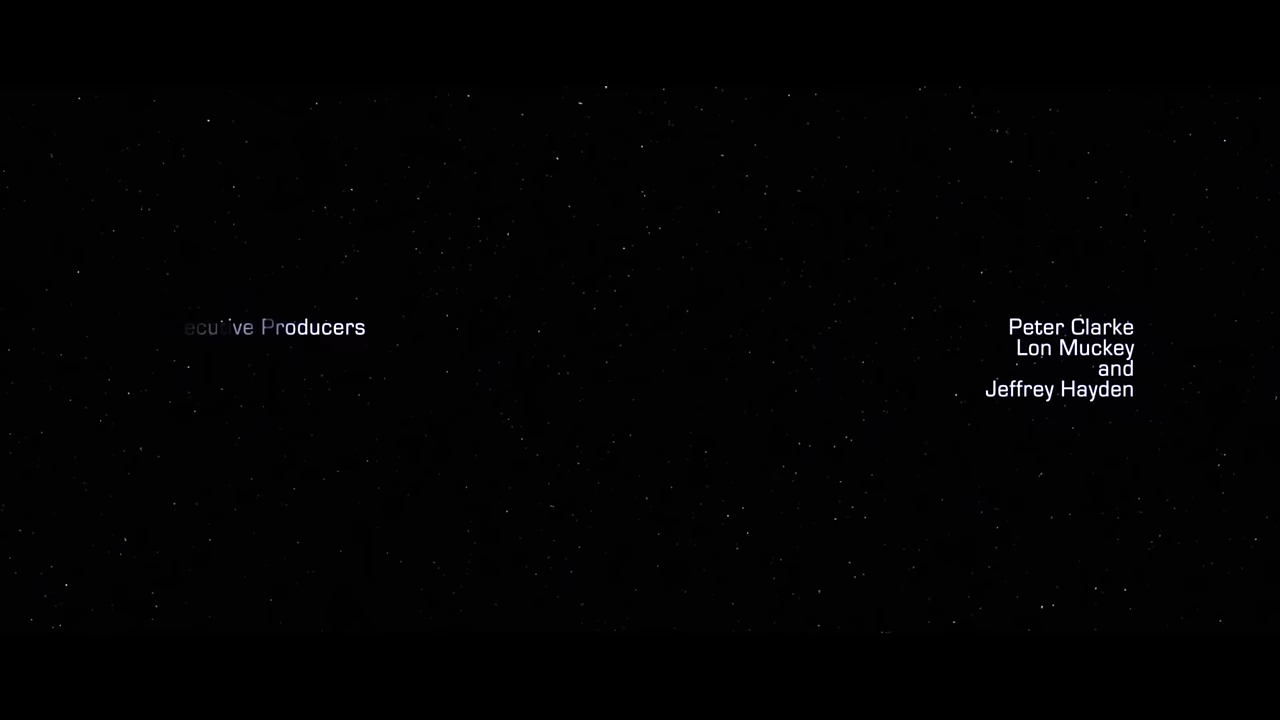 ecutive Producers
Peter Clarke
Lon Muckey
and
Jeffrey Hayden